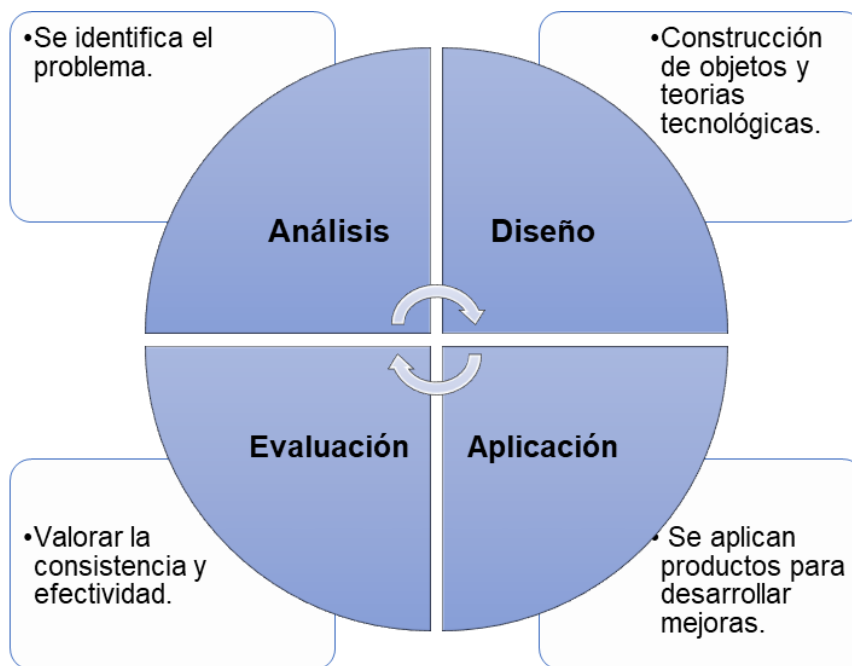 •Se identifica el
problema.
•Construcción
de objetos y
teorias
tecnológicas.
Análisis
Diseño
Evaluación
Aplicación
•Valorar la
consistencia y
efectividad.
• Se aplican
productos para
desarrollar
mejoras.